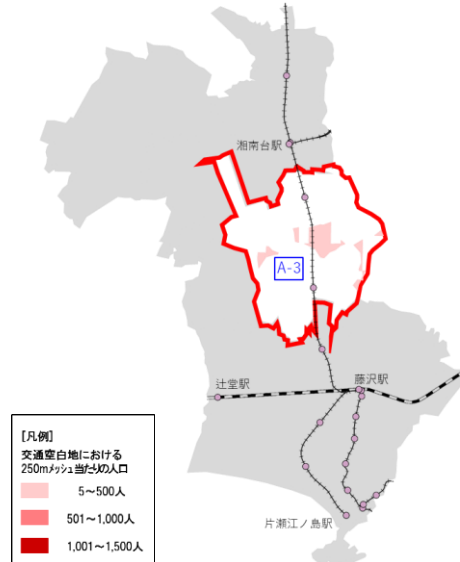 湘南台駅
A-3
辻堂駅
藤沢駅
片瀬江ノ島駅
[凡例]
交通空白地における
250mメッシュ当たりの人口
5～500人
501～1,000人
1,001～1,500人